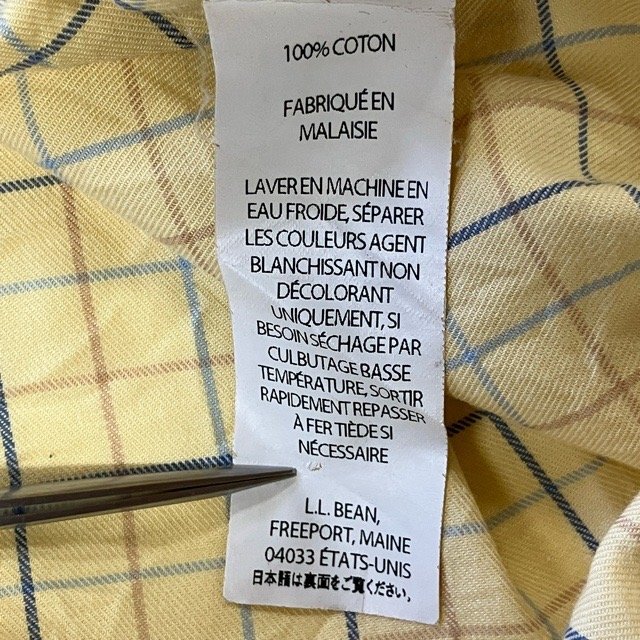 100% COTON
FABRIQUÉ EN
MALAISIE
LAVER EN MACHINE EN
EAU FROIDE, SÉPARER
LES COULEURS AGENT
BLANCHISSANT NON
DÉCOLORANT
UNIQUEMENT, SI
BESOIN SÉCHAGE PAR
CULBUTAGE BASSE
TEMPÉRATURE, SORTIR
RAPIDEMENT REPASSER
À FER TIÈDE SI
NÉCESSAIRE
L.L. BEAN,
FREEPORT, MAINE
04033 ÉTATS-UNIS
日本語は裏面をご覧ください。